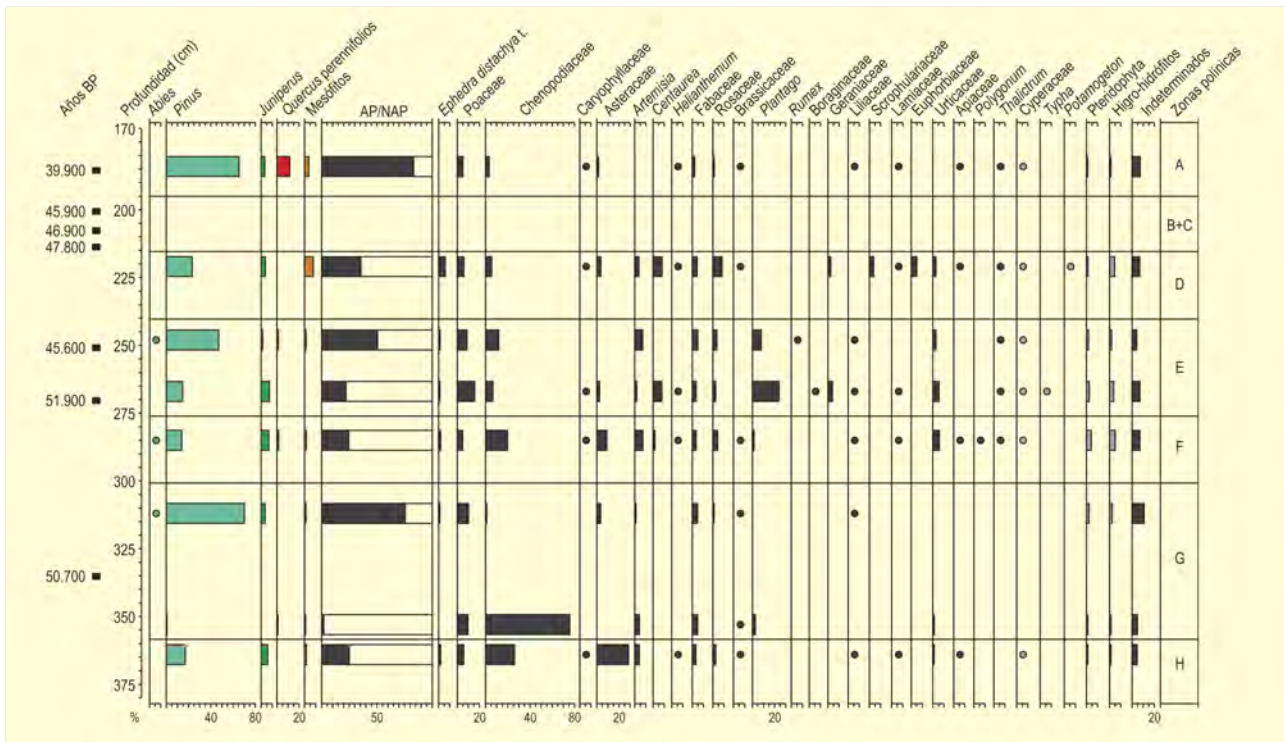 Años BP
Profundidad (cm)
Abies
Pinus
Juniperus
Quercus perennifolios
Mesófitos
AP/NAP
Ephedra distachya t.
Poaceae
Chenopodiaceae
Caryophyllaceae
Asteraceae
Artemisia
Centaurea
Helianthemum
Fabaceae
Rosaceae
Brassicaceae
Plantago
Rumex
Boraginaceae
Geraniaceae
Liliaceae
Scrophulariaceae
Lamiaceae
Euphorbiaceae
Urticaceae
Apiaceae
Polygonum
Thalictrum
Cyperaceae
Typha
Potamogeton
Pteridophyta
Higro-hidrófitos
Indeterminados
Zonas polínicas
170
39.900
A
45.900
200
46.900
B+C
47.800
225
D
45.600
250
E
51.900
275
F
300
325
G
50.700
350
H
375
%
40
80
20
50
20
40
80
20
20
20